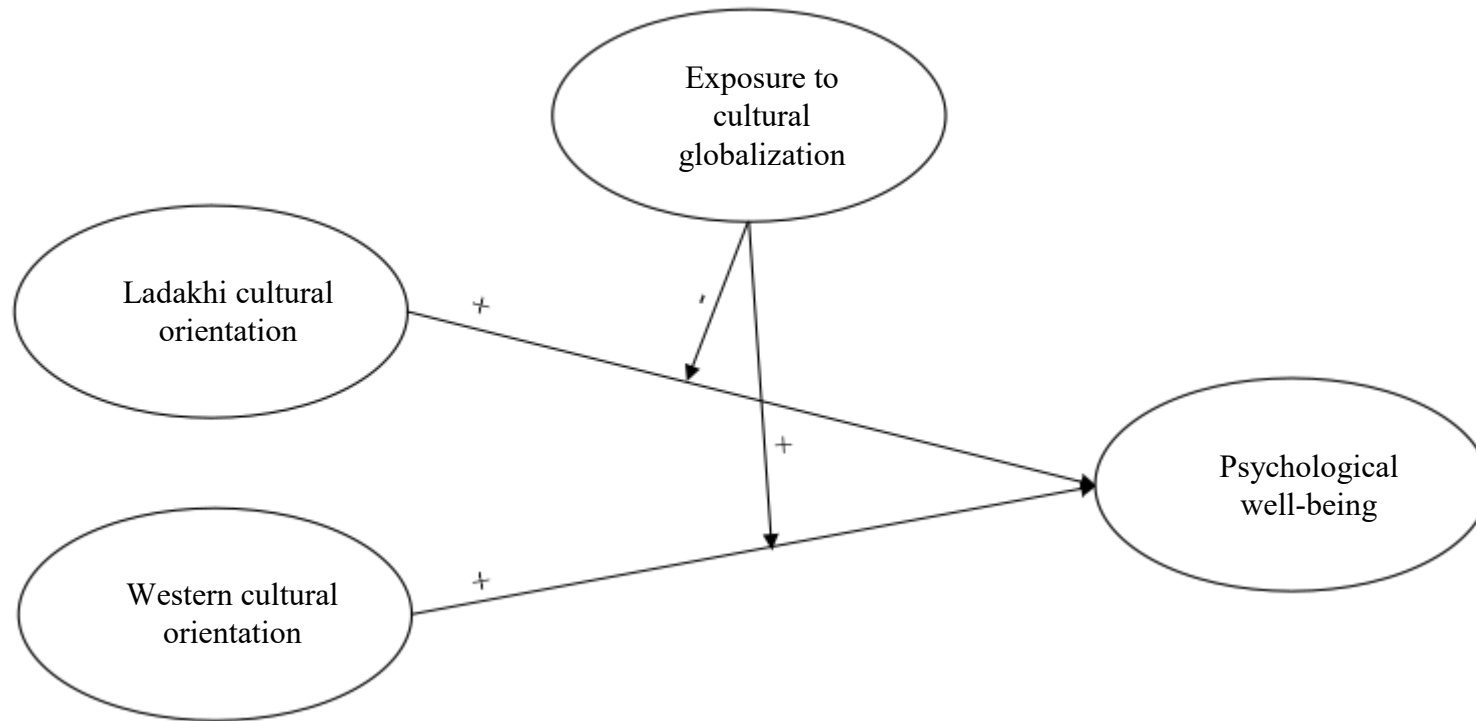 Exposure to
cultural
globalization
Ladakhi cultural
orientation
+
-
+
Psychological
well-being
Western cultural
orientation
+